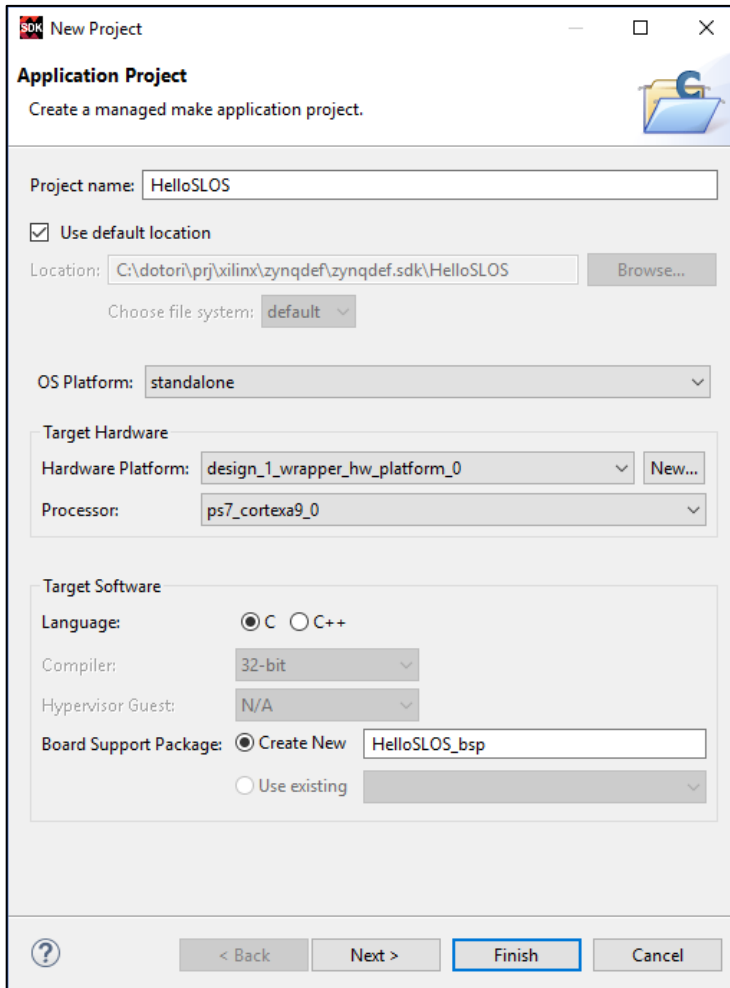 SDK New Project
Application Project
Create a managed make application project.
C
Project name: HelloSLOS
Use default location
Location: C:\dotori\prj\xilinx\zynqdef\zynqdef.sdk\HelloSLOS Browse...
Choose file system: default
OS Platform: standalone
Target Hardware
Hardware Platform: design_1_wrapper_hw_platform_0 New...
Processor: ps7_cortexa9_0
Target Software
Language: C C++
Compiler: 32-bit
Hypervisor Guest: N/A
Board Support Package: Create New HelloSLOS_bsp
Use existing
? < Back Next > Finish Cancel